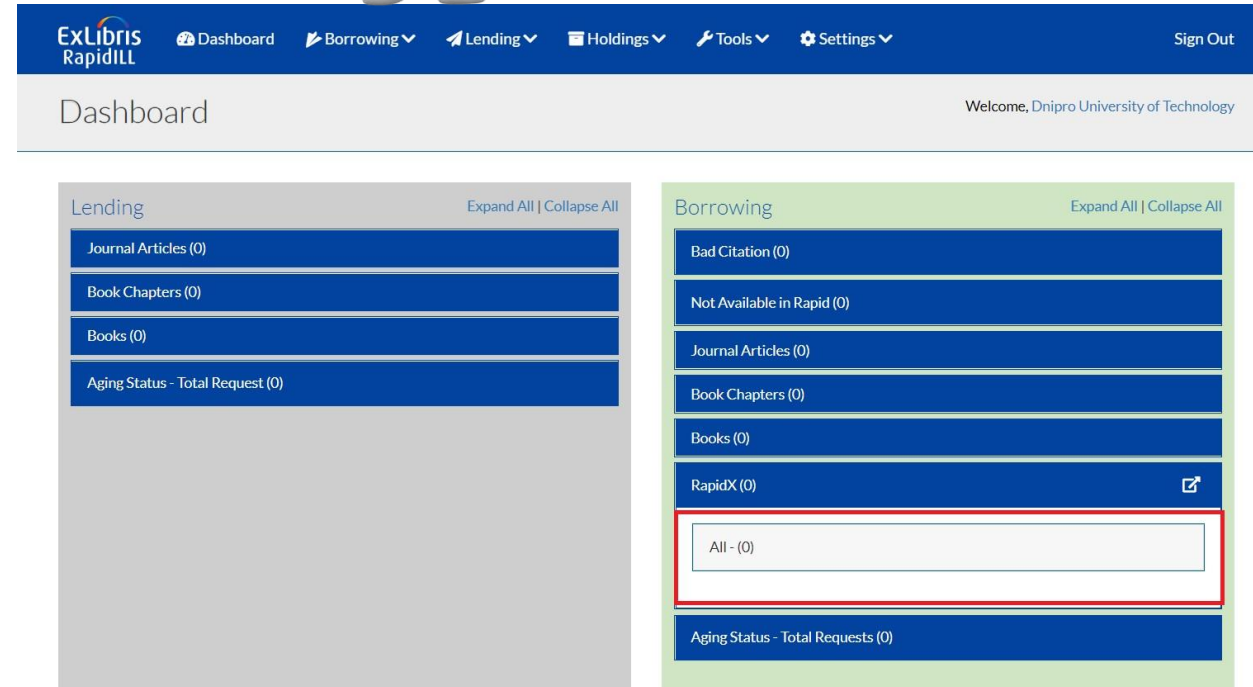 ExLibris
RapidILL
Dashboard
Borrowing
Lending
Holdings
Tools
Settings
Sign Out
Dashboard
Welcome, Dnipro University of Technology
Lending
Expand All | Collapse All
Journal Articles (0)
Book Chapters (0)
Books (0)
Aging Status - Total Request (0)
Borrowing
Expand All | Collapse All
Bad Citation (0)
Not Available in Rapid (0)
Journal Articles (0)
Book Chapters (0)
Books (0)
RapidX (0)
All - (0)
Aging Status - Total Requests (0)